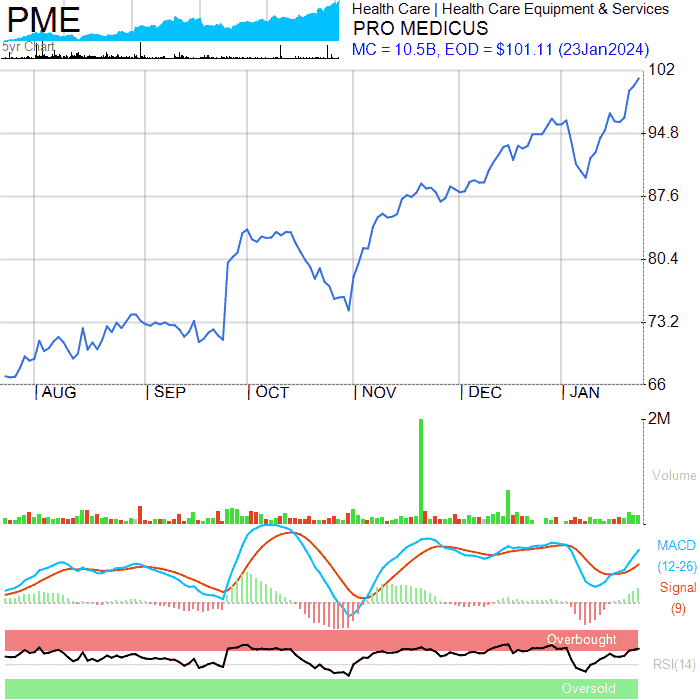 PME
5yr Chart
Health Care | Health Care Equipment & Services
PRO MEDICUS
MC = 10.5B, EOD = $101.11 (23Jan2024)
102
94.8
87.6
80.4
73.2
66
AUG
SEP
OCT
NOV
DEC
JAN
2M
Volume
MACD
(12-26)
Signal
(9)
Overbought
RSI(14)
Oversold